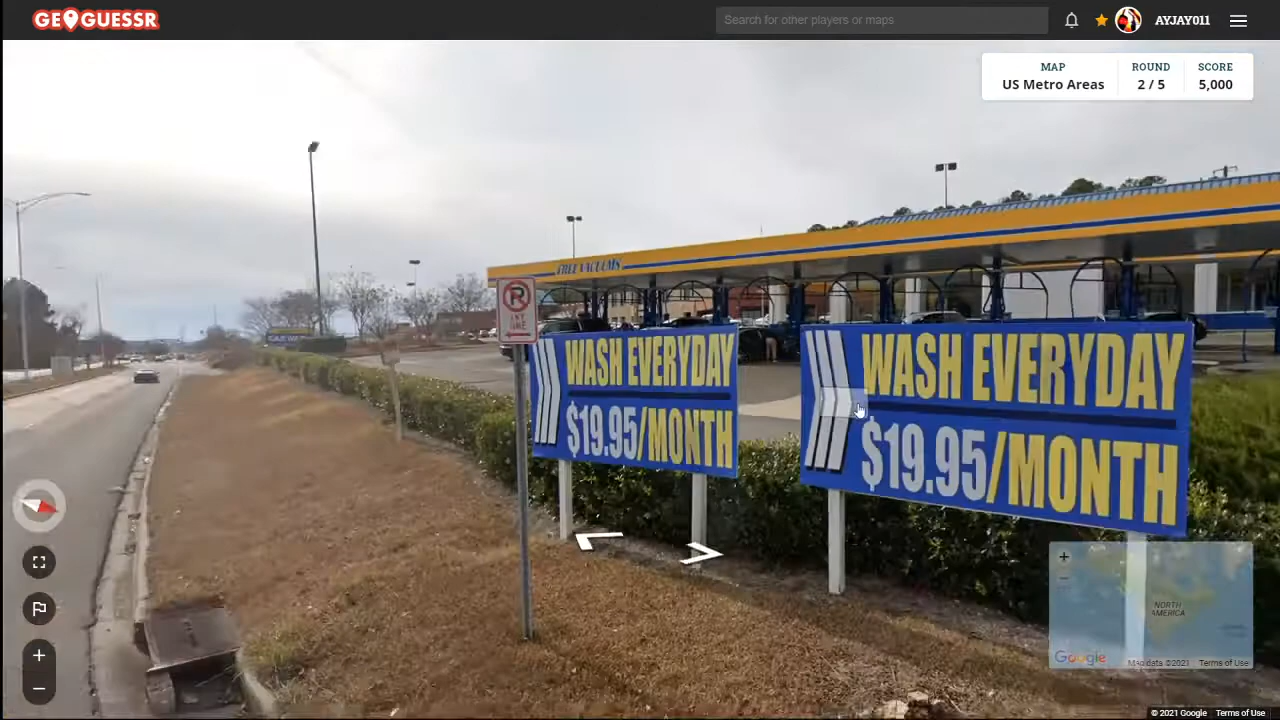 GEOGUESSR
Search for other players or maps
AYJAY011
MAP
ROUND
SCORE
US Metro Areas
2 / 5
5,000
FREE VACUUMS
ANY
TIME
WASH EVERYDAY
$19.95/MONTH
WASH EVERYDAY
$19.95/MONTH
NORTH
AMERICA
Google
Map data ©2021
Terms of Use
© 2021 Google
Terms of Use